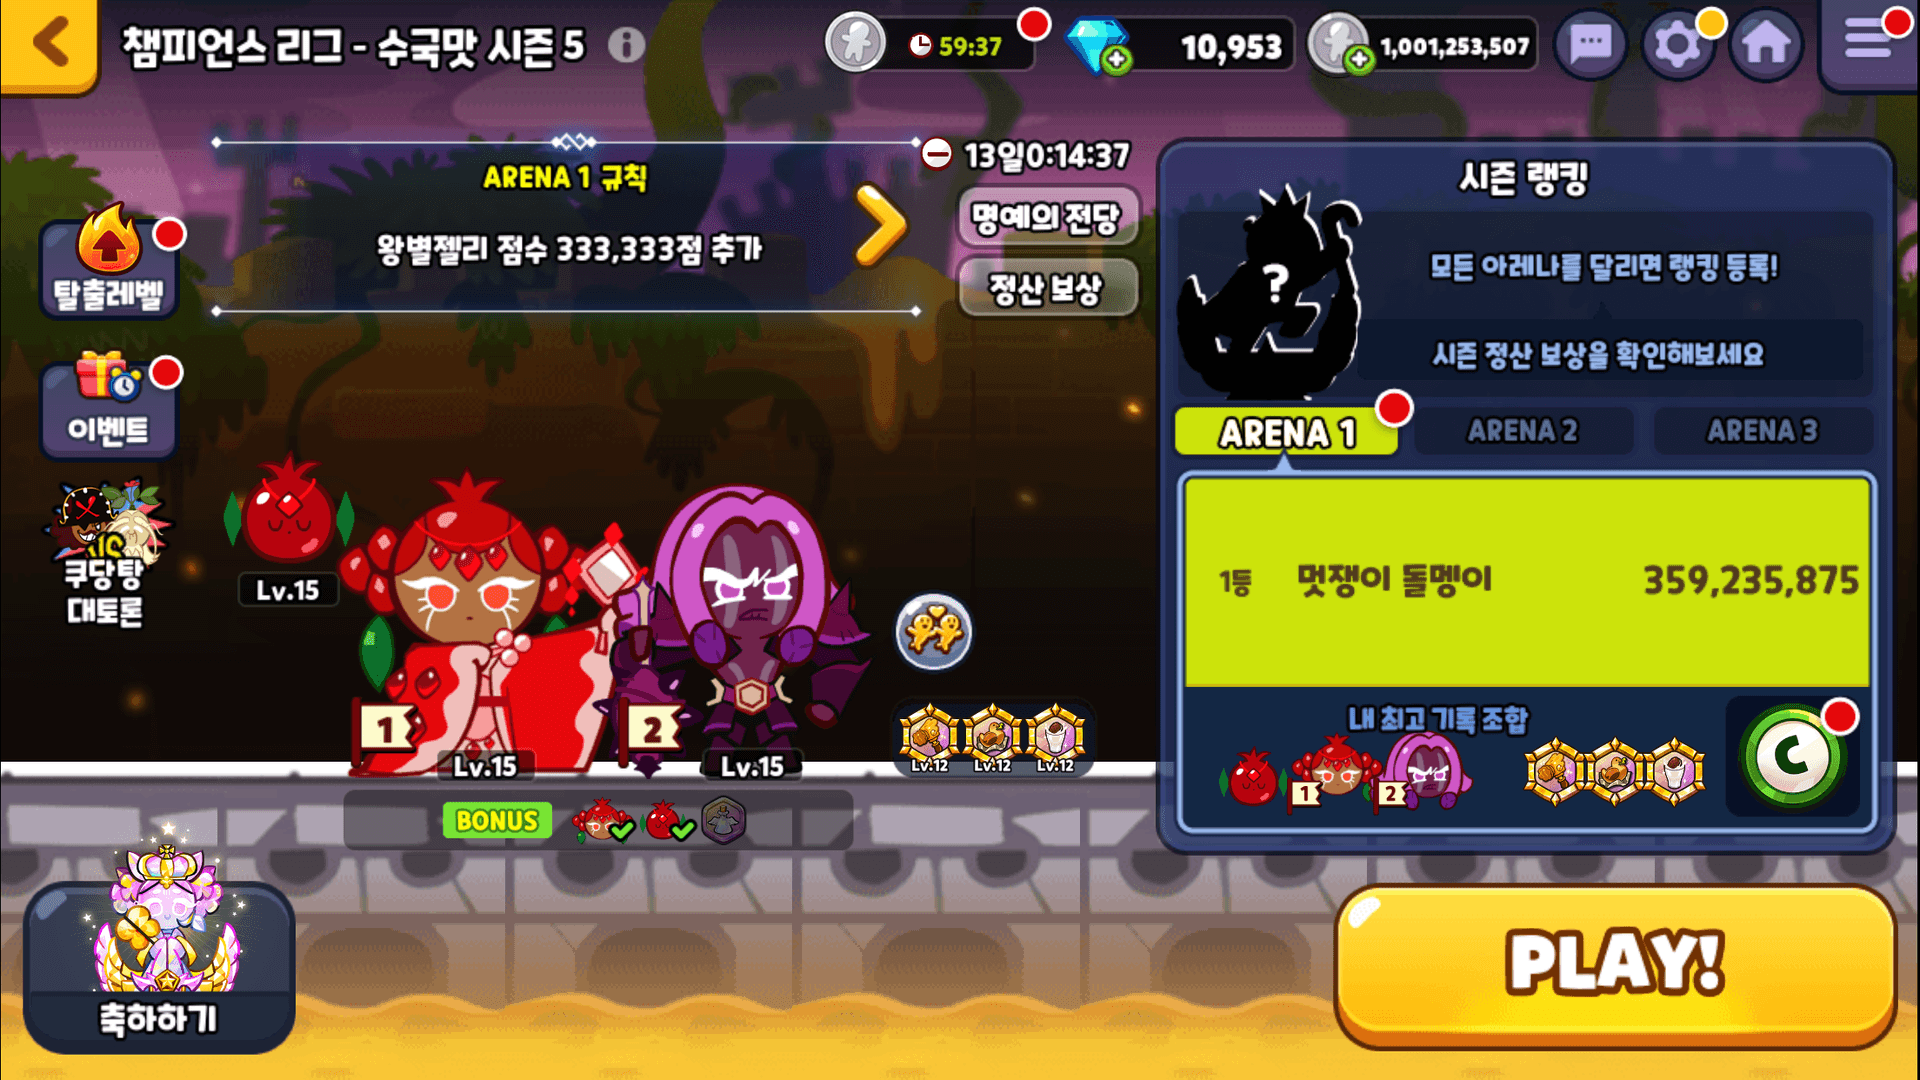 챔피언스 리그 - 수국맛 시즌 5
59:37
10,953
1,001,253,507
ARENA 1 규칙
왕별젤리 점수 333,333점 추가
13일0:14:37
명예의 전당
정산 보상
탈출레벨
이벤트
VS
쿠당탕
대토론
Lv.15
1
Lv.15
2
Lv.15
Lv.12
Lv.12
Lv.12
BONUS
축하하기
시즌 랭킹
?
모든 아레나를 달리면 랭킹 등록!
시즌 정산 보상을 확인해보세요
ARENA 1
ARENA 2
ARENA 3
1등 멋쟁이 돌멩이 359,235,875
내 최고 기록 조합
1
2
C
PLAY!